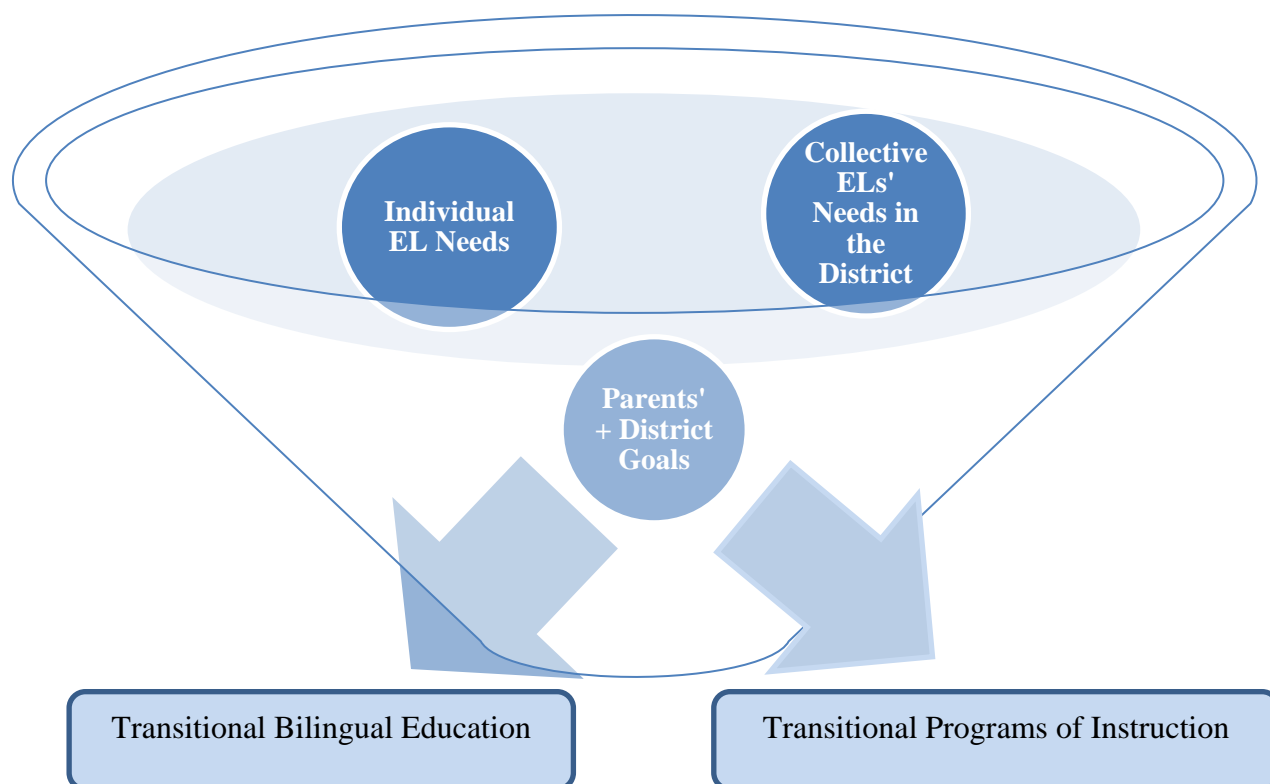 Individual
EL Needs
Collective
ELs'
Needs in
the
District
Parents'
+ District
Goals
Transitional Bilingual Education
Transitional Programs of Instruction